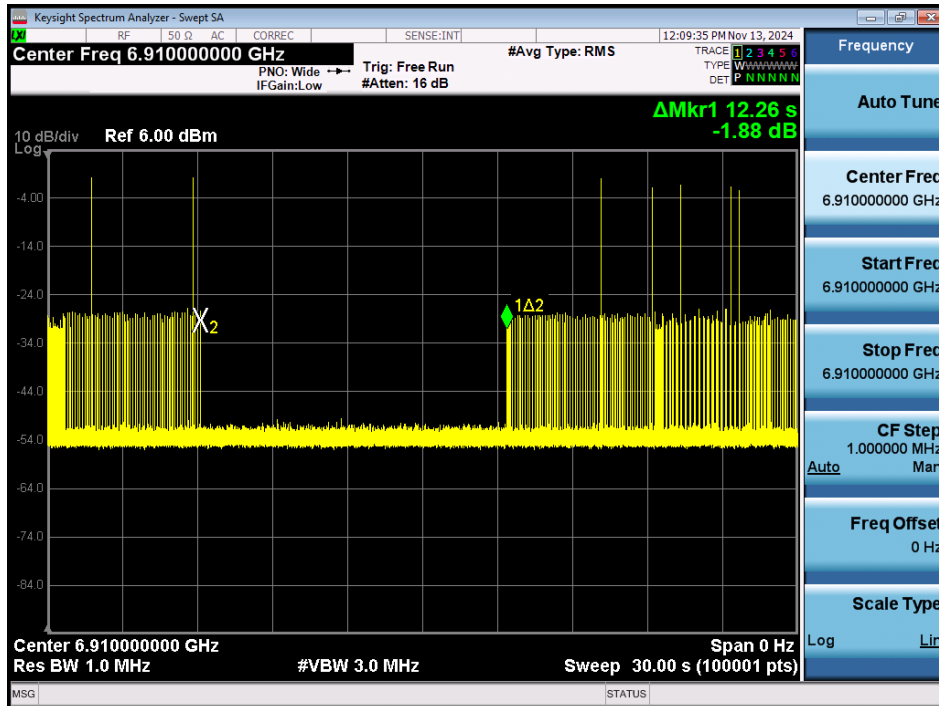 Keysight Spectrum Analyzer - Swept SA
LXI
RF 50 Ω AC CORREC SENSE:INT 12:09:35 PM Nov 13, 2024
Center Freq 6.910000000 GHz
PNO: Wide
IFGain:Low
Trig: Free Run
#Atten: 16 dB
#Avg Type: RMS
TRACE 1 2 3 4 5 6
TYPE WWWWWW
DET P N N N N N
ΔMkr1 12.26 s
-1.88 dB
10 dB/div Ref 6.00 dBm
Log
-4.00
-14.0
-24.0
-34.0
-44.0
-54.0
-64.0
-74.0
-84.0
X2
1Δ2
Center 6.910000000 GHz Span 0 Hz
Res BW 1.0 MHz #VBW 3.0 MHz Sweep 30.00 s (100001 pts)
MSG STATUS
Frequency
Auto Tune
Center Freq
6.910000000 GHz
Start Freq
6.910000000 GHz
Stop Freq
6.910000000 GHz
CF Step
1.000000 MHz
Auto Man
Freq Offset
0 Hz
Scale Type
Log Lin